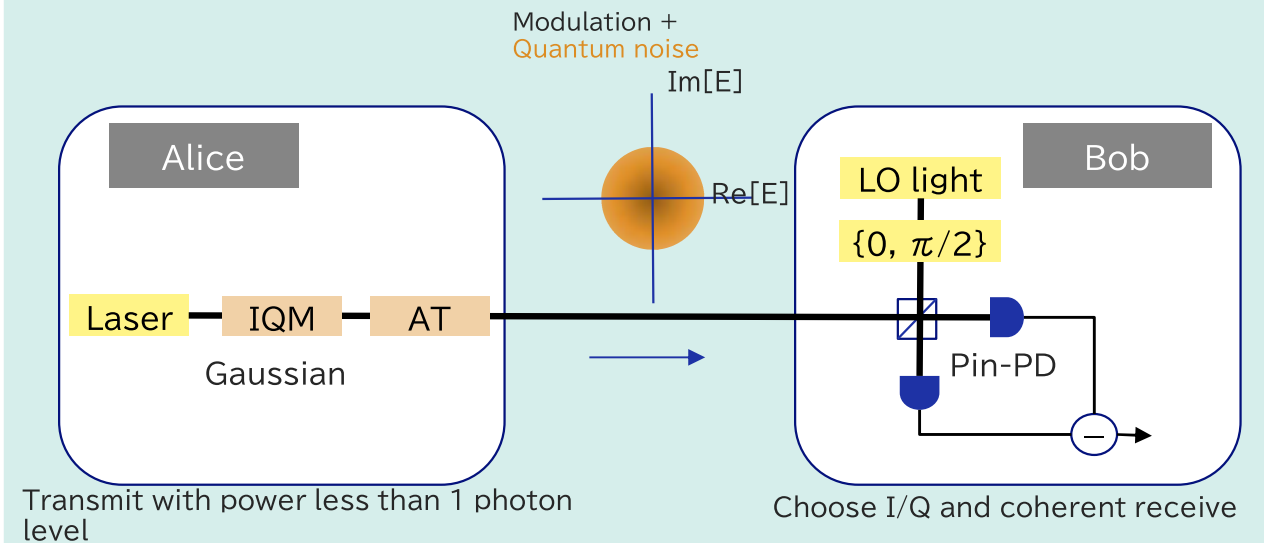 Modulation +
Quantum noise
Im[E]
Re[E]
Alice
Laser
IQM
AT
Gaussian
Transmit with power less than 1 photon
level
Bob
LO light
{0, π/2}
Pin-PD
−
Choose I/Q and coherent receive